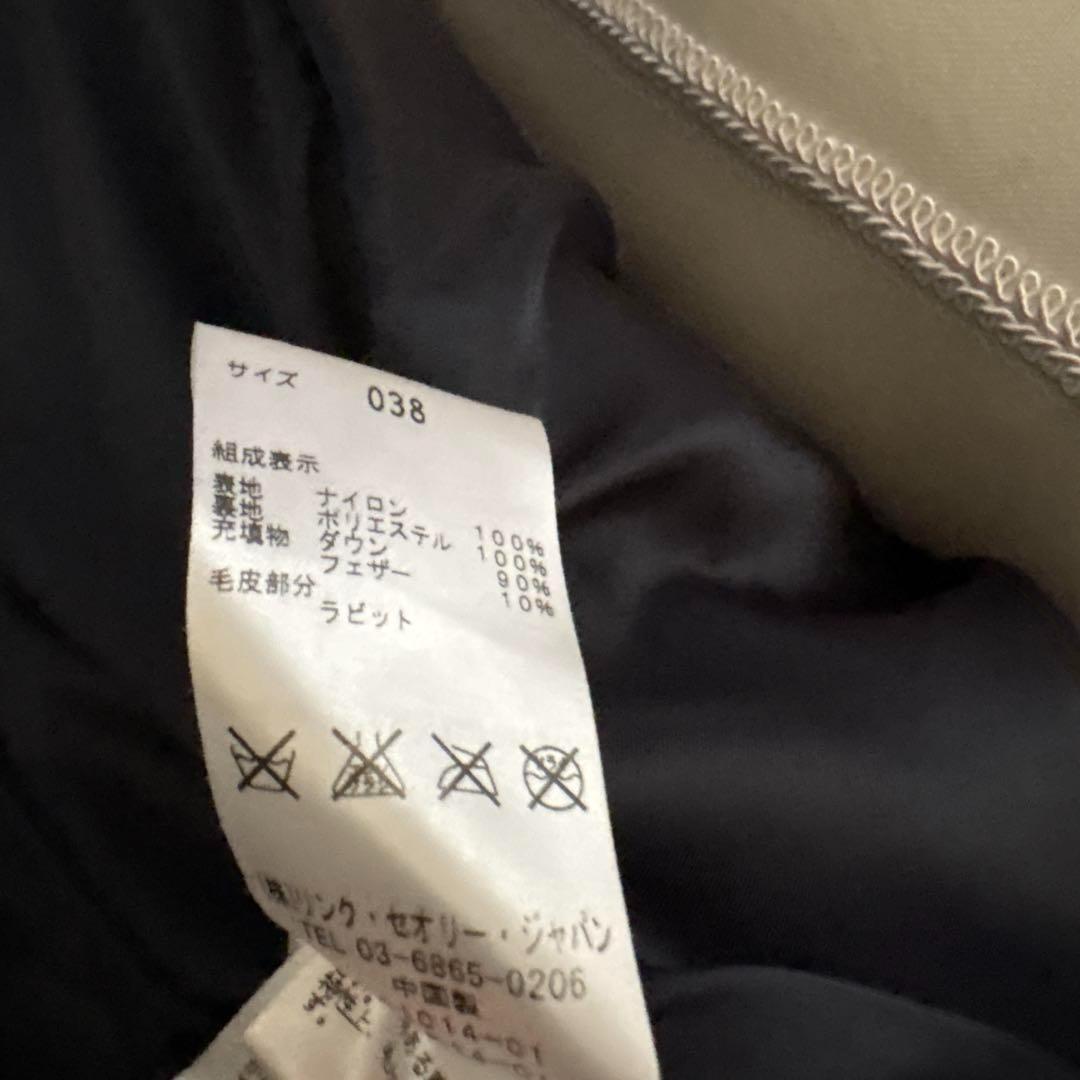 サイズ 038
組成表示
表地 ナイロン 100%
裏地 ポリエステル 100%
充填物 ダウン 90%
フェザー 10%
毛皮部分
ラビット
㈱リンク・セオリー・ジャパン
TEL 03-6865-0206
中国製
1014-01